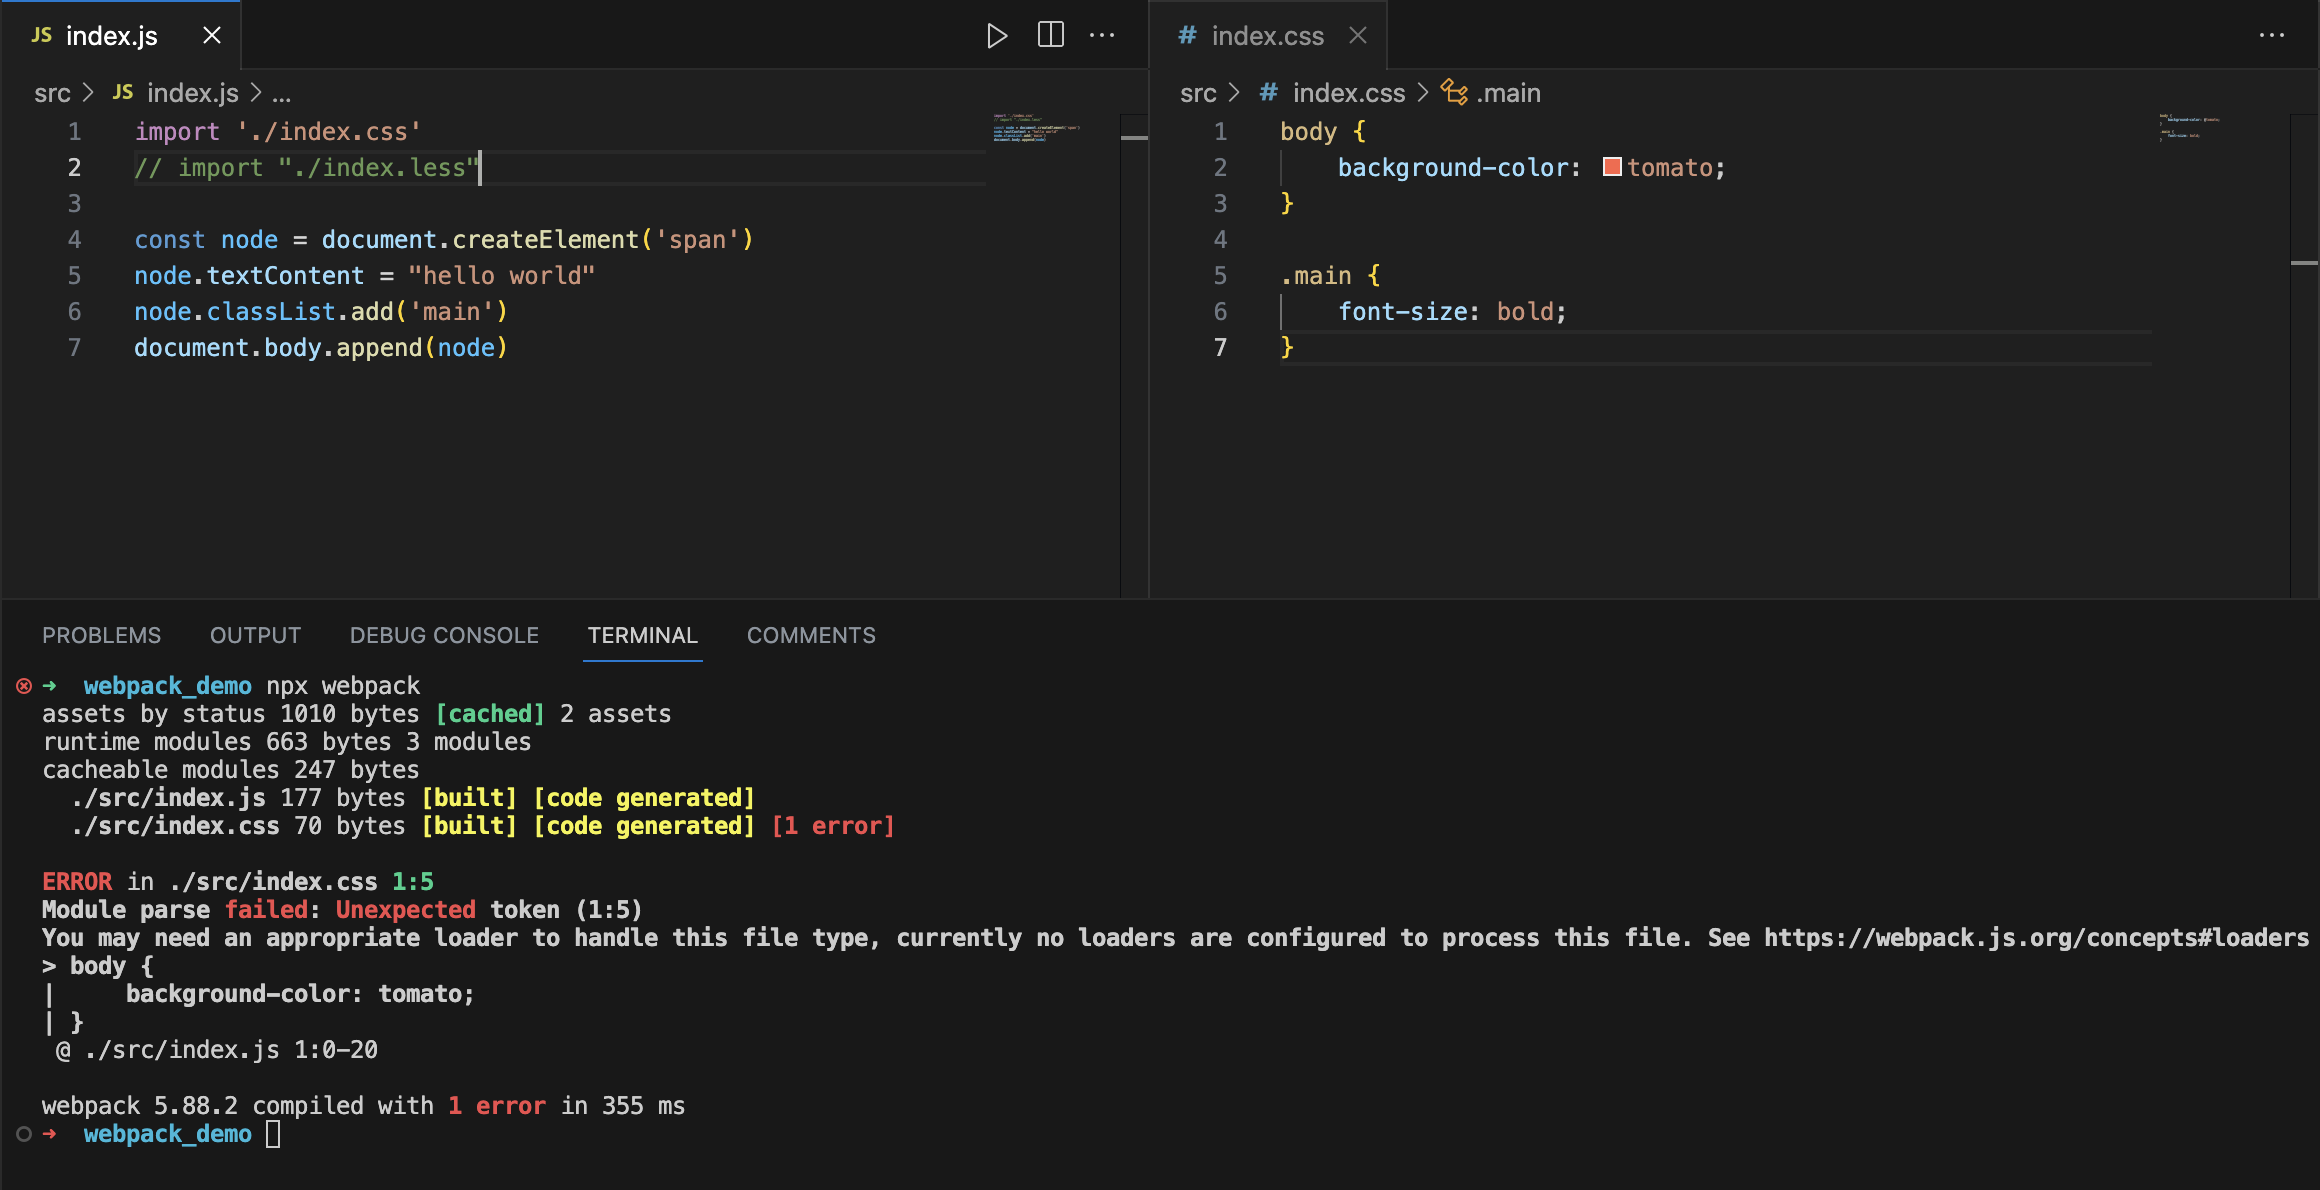 JS index.js
# index.css
src > JS index.js > ...
1 import './index.css'
2 // import "./index.less"
3
4 const node = document.createElement('span')
5 node.textContent = "hello world"
6 node.classList.add('main')
7 document.body.append(node)
src > # index.css > .main
1 body {
2 background-color: tomato;
3 }
4
5 .main {
6 font-size: bold;
7 }
PROBLEMS OUTPUT DEBUG CONSOLE TERMINAL COMMENTS
➜ webpack_demo npx webpack
assets by status 1010 bytes [cached] 2 assets
runtime modules 663 bytes 3 modules
cacheable modules 247 bytes
./src/index.js 177 bytes [built] [code generated]
./src/index.css 70 bytes [built] [code generated] [1 error]
ERROR in ./src/index.css 1:5
Module parse failed: Unexpected token (1:5)
You may need an appropriate loader to handle this file type, currently no loaders are configured to process this file. See https://webpack.js.org/concepts#loaders
> body {
| background-color: tomato;
| }
@ ./src/index.js 1:0-20
webpack 5.88.2 compiled with 1 error in 355 ms
➜ webpack_demo